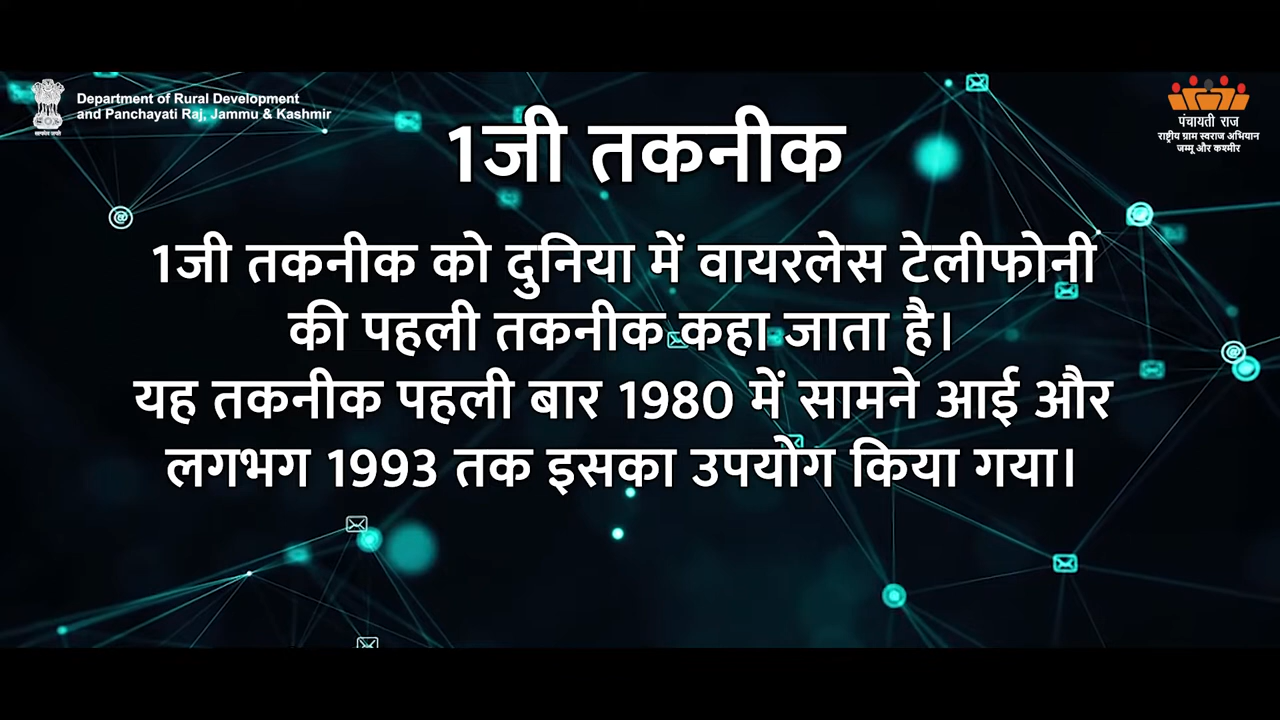 Department of Rural Development
and Panchayati Raj, Jammu & Kashmir
पंचायती राज
राष्ट्रीय ग्राम स्वराज अभियान
जम्मू और कश्मीर
1जी तकनीक
1जी तकनीक को दुनिया में वायरलेस टेलीफोनी
की पहली तकनीक कहा जाता है।
यह तकनीक पहली बार 1980 में सामने आई और
लगभग 1993 तक इसका उपयोग किया गया।